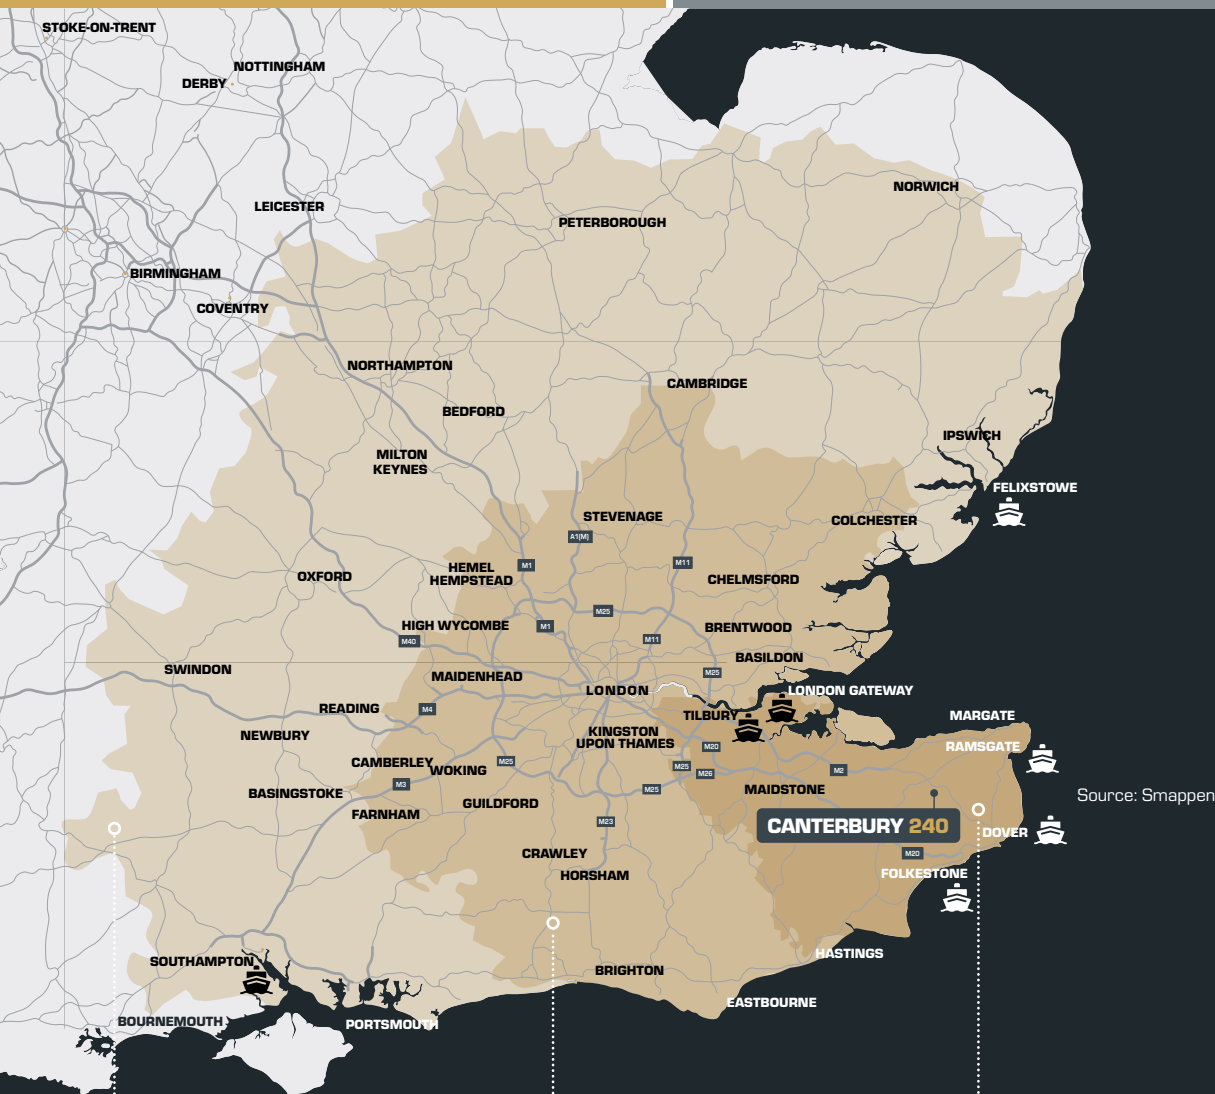 STOKE-ON-TRENT
NOTTINGHAM
DERBY
NORWICH
LEICESTER
PETERBOROUGH
BIRMINGHAM
COVENTRY
NORTHAMPTON
CAMBRIDGE
BEDFORD
IPSWICH
MILTON
KEYNES
FELIXSTOWE
STEVENAGE
COLCHESTER
A1(M)
M1
M11
HEMEL
HEMPSTEAD
OXFORD
CHELMSFORD
M25
HIGH WYCOMBE
M1
BRENTWOOD
M40
M11
BASILDON
SWINDON
M25
MAIDENHEAD
LONDON
LONDON GATEWAY
READING
M4
TILBURY
MARGATE
NEWBURY
KINGSTON
UPON THAMES
M20
RAMSGATE
CAMBERLEY
WOKING
M25
M25
M26
M2
M3
M25
MAIDSTONE
BASINGSTOKE
Source: Smappen
GUILDFORD
FARNHAM
M23
CANTERBURY 240
DOVER
CRAWLEY
M20
HORSHAM
FOLKESTONE
HASTINGS
SOUTHAMPTON
BRIGHTON
EASTBOURNE
BOURNEMOUTH
PORTSMOUTH